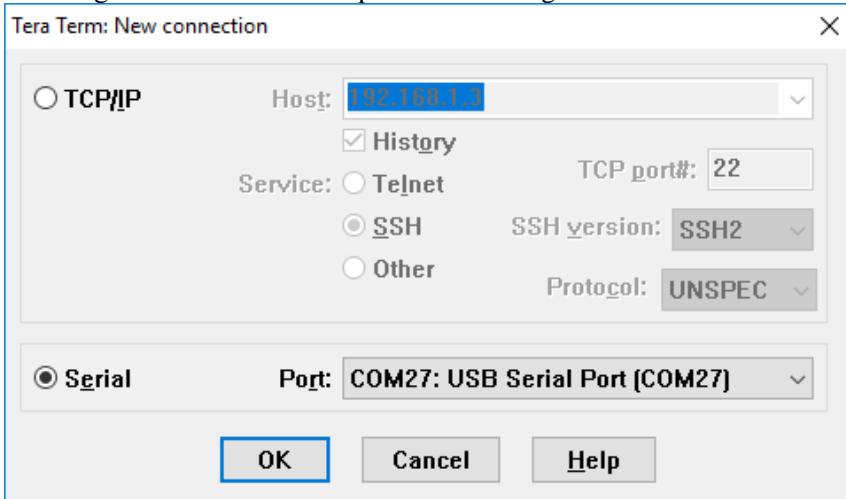 Tera Term: New connection
TCP/IP Host: 192.168.1.3
History
Service: Telnet TCP port#: 22
SSH SSH version: SSH2
Other Protocol: UNSPEC
Serial Port: COM27: USB Serial Port (COM27)
OK Cancel Help